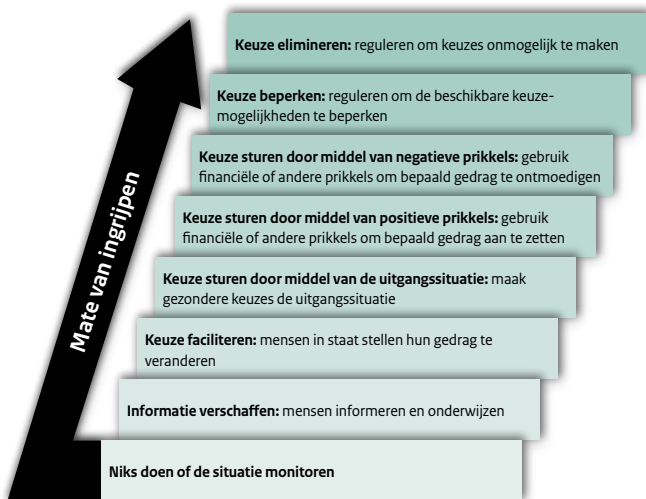 Keuze elimineren: reguleren om keuzes onmogelijk te maken
Keuze beperken: reguleren om de beschikbare keuze-
mogelijkheden te beperken
Keuze sturen door middel van negatieve prikkels: gebruik
financiële of andere prikkels om bepaald gedrag te ontmoedigen
Keuze sturen door middel van positieve prikkels: gebruik
financiële of andere prikkels om bepaald gedrag aan te zetten
Keuze sturen door middel van de uitgangssituatie: maak
gezondere keuzes de uitgangssituatie
Keuze faciliteren: mensen in staat stellen hun gedrag te
veranderen
Informatie verschaffen: mensen informeren en onderwijzen
Niks doen of de situatie monitoren
Mate van ingrijpen